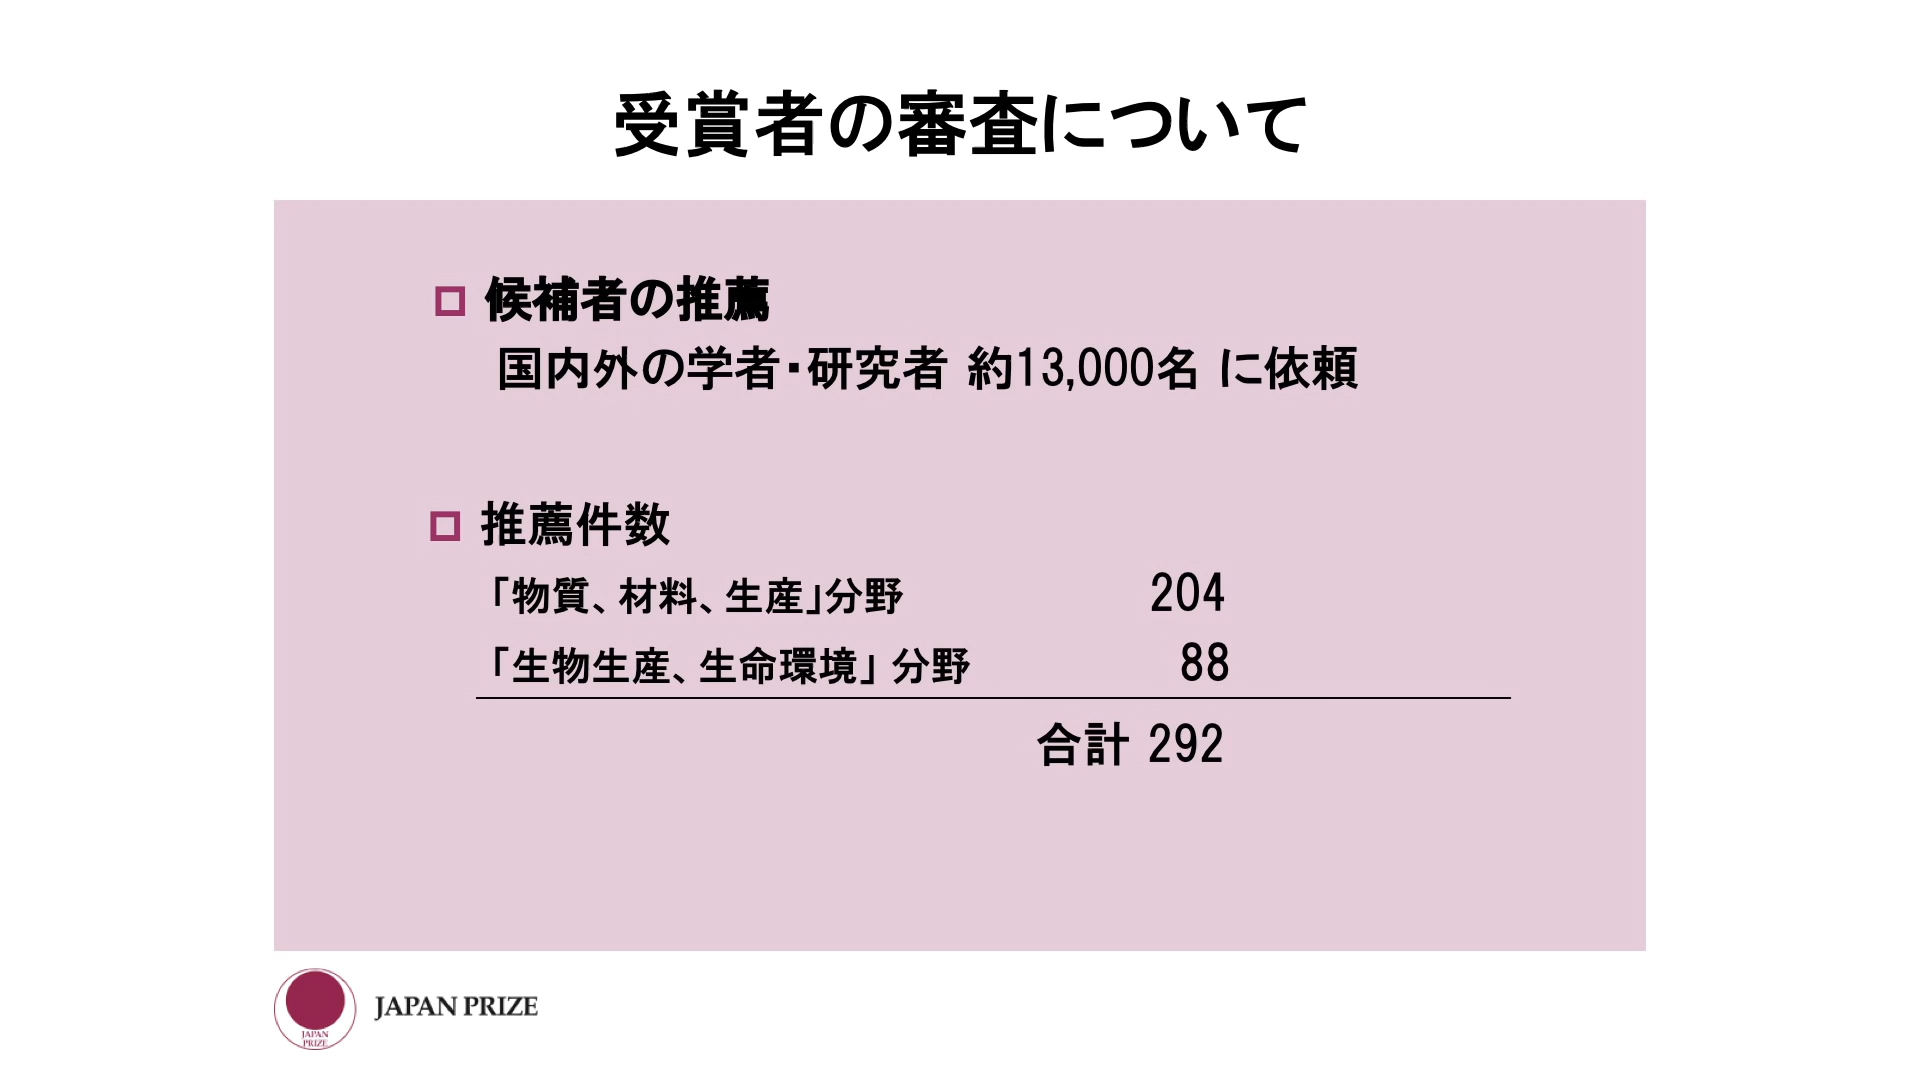 受賞者の審査について
候補者の推薦
国内外の学者・研究者 約13,000名 に依頼
推薦件数
「物質、材料、生産」分野 204
「生物生産、生命環境」 分野 88
合計 292
JAPAN PRIZE
JAPAN
PRIZE